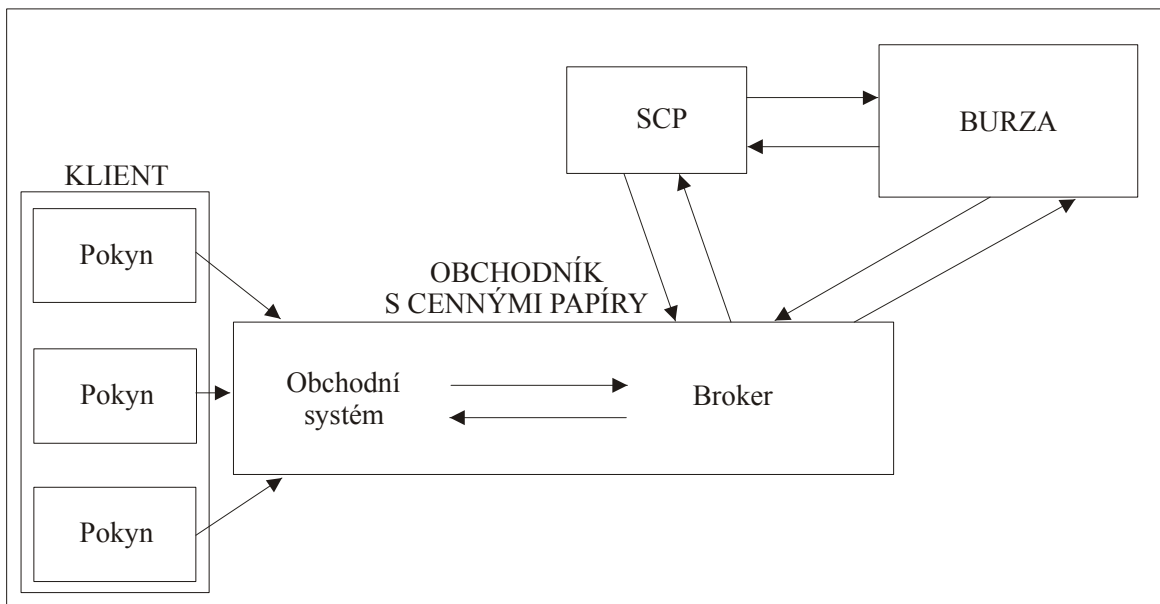 SCP
BURZA
KLIENT
Pokyn
OBCHODNÍK
S CENNÝMI PAPÍRY
Pokyn
Obchodní
systém
Broker
Pokyn